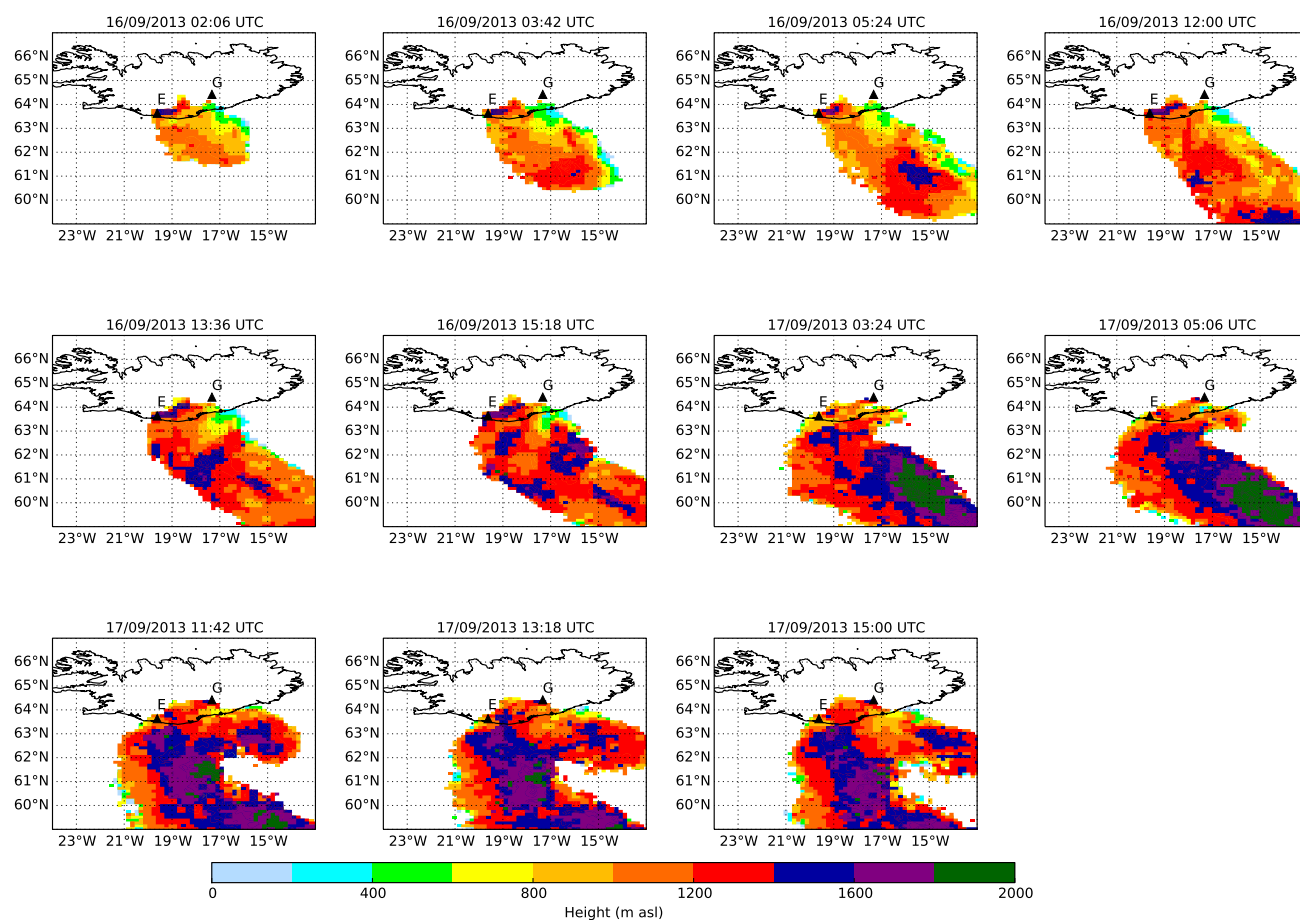 16/09/2013 02:06 UTC
66°N
65°N
64°N
63°N
62°N
61°N
60°N
E
G
23°W 21°W 19°W 17°W 15°W
16/09/2013 03:42 UTC
66°N
65°N
64°N
63°N
62°N
61°N
60°N
E
G
23°W 21°W 19°W 17°W 15°W
16/09/2013 05:24 UTC
66°N
65°N
64°N
63°N
62°N
61°N
60°N
E
G
23°W 21°W 19°W 17°W 15°W
16/09/2013 12:00 UTC
66°N
65°N
64°N
63°N
62°N
61°N
60°N
E
G
23°W 21°W 19°W 17°W 15°W
16/09/2013 13:36 UTC
66°N
65°N
64°N
63°N
62°N
61°N
60°N
E
G
23°W 21°W 19°W 17°W 15°W
16/09/2013 15:18 UTC
66°N
65°N
64°N
63°N
62°N
61°N
60°N
E
G
23°W 21°W 19°W 17°W 15°W
17/09/2013 03:24 UTC
66°N
65°N
64°N
63°N
62°N
61°N
60°N
E
G
23°W 21°W 19°W 17°W 15°W
17/09/2013 05:06 UTC
66°N
65°N
64°N
63°N
62°N
61°N
60°N
E
G
23°W 21°W 19°W 17°W 15°W
17/09/2013 11:42 UTC
66°N
65°N
64°N
63°N
62°N
61°N
60°N
E
G
23°W 21°W 19°W 17°W 15°W
17/09/2013 13:18 UTC
66°N
65°N
64°N
63°N
62°N
61°N
60°N
E
G
23°W 21°W 19°W 17°W 15°W
17/09/2013 15:00 UTC
66°N
65°N
64°N
63°N
62°N
61°N
60°N
E
G
23°W 21°W 19°W 17°W 15°W
0 400 800 1200 1600 2000
Height (m asl)